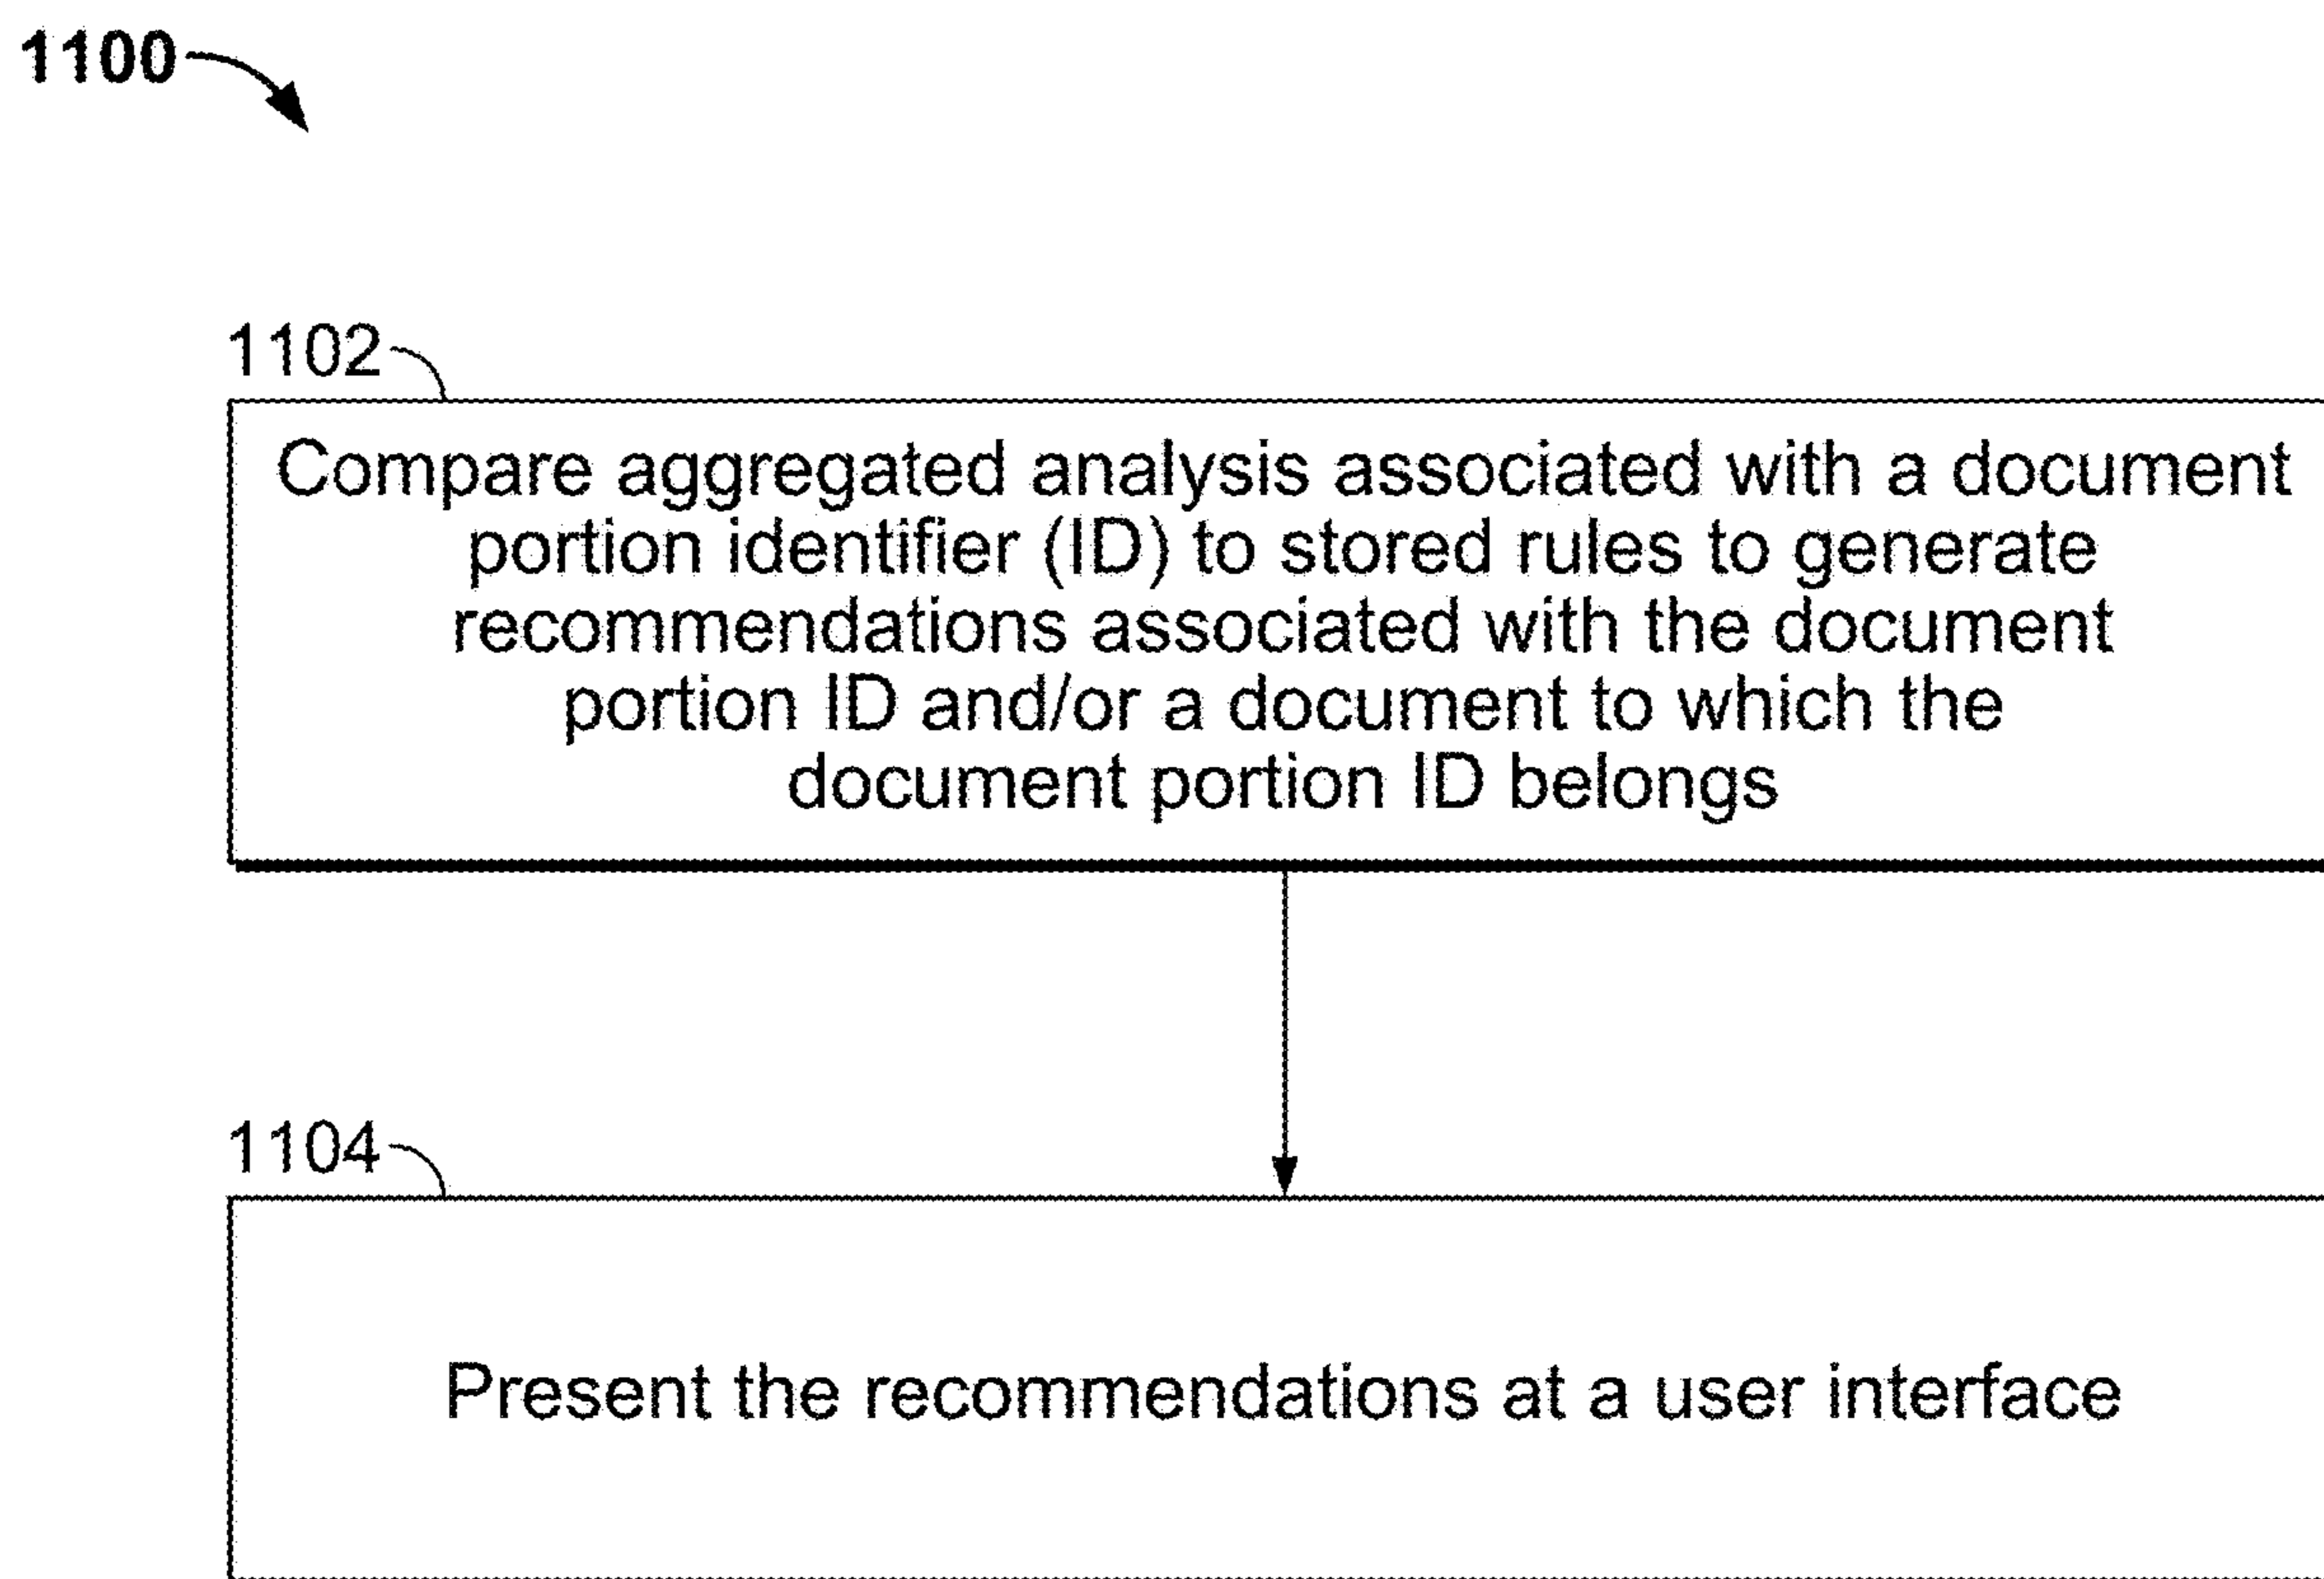 1100
1102
Compare aggregated analysis associated with a document
portion identifier (ID) to stored rules to generate
recommendations associated with the document
portion ID and/or a document to which the
document portion ID belongs
1104
Present the recommendations at a user interface